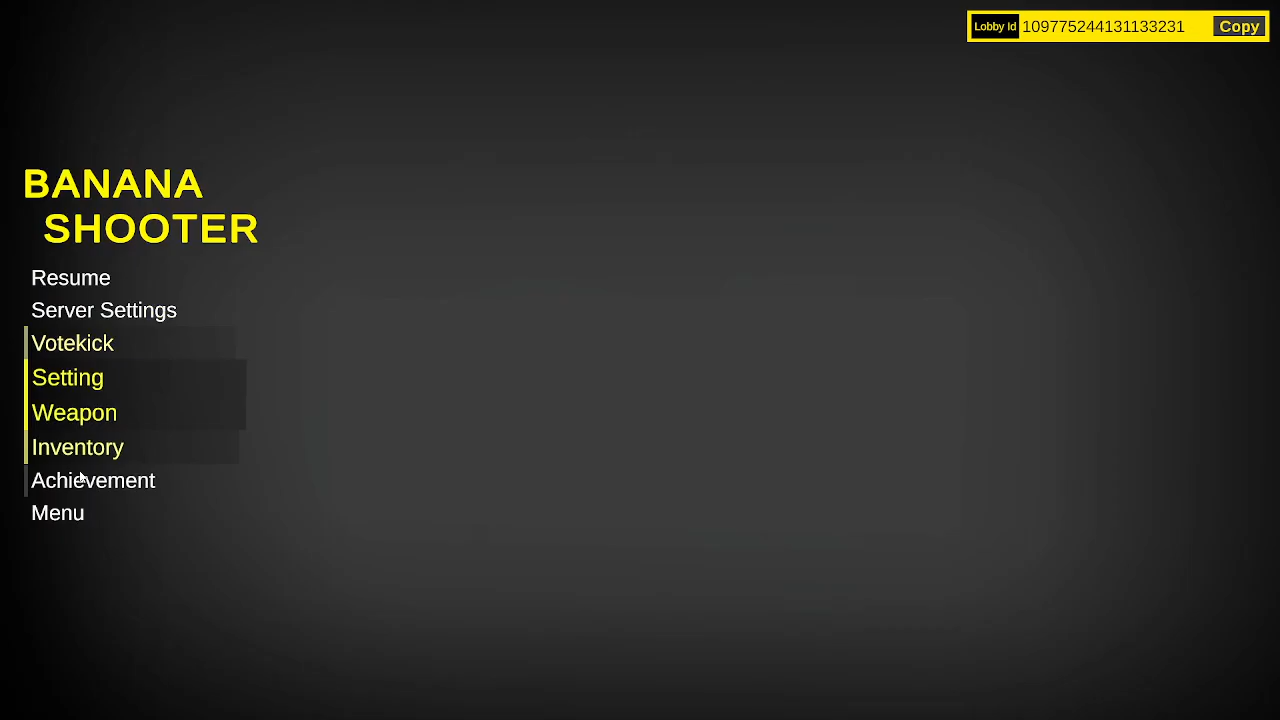 Lobby Id 109775244131133231 Copy
BANANA
SHOOTER
Resume
Server Settings
Votekick
Setting
Weapon
Inventory
Achievement
Menu